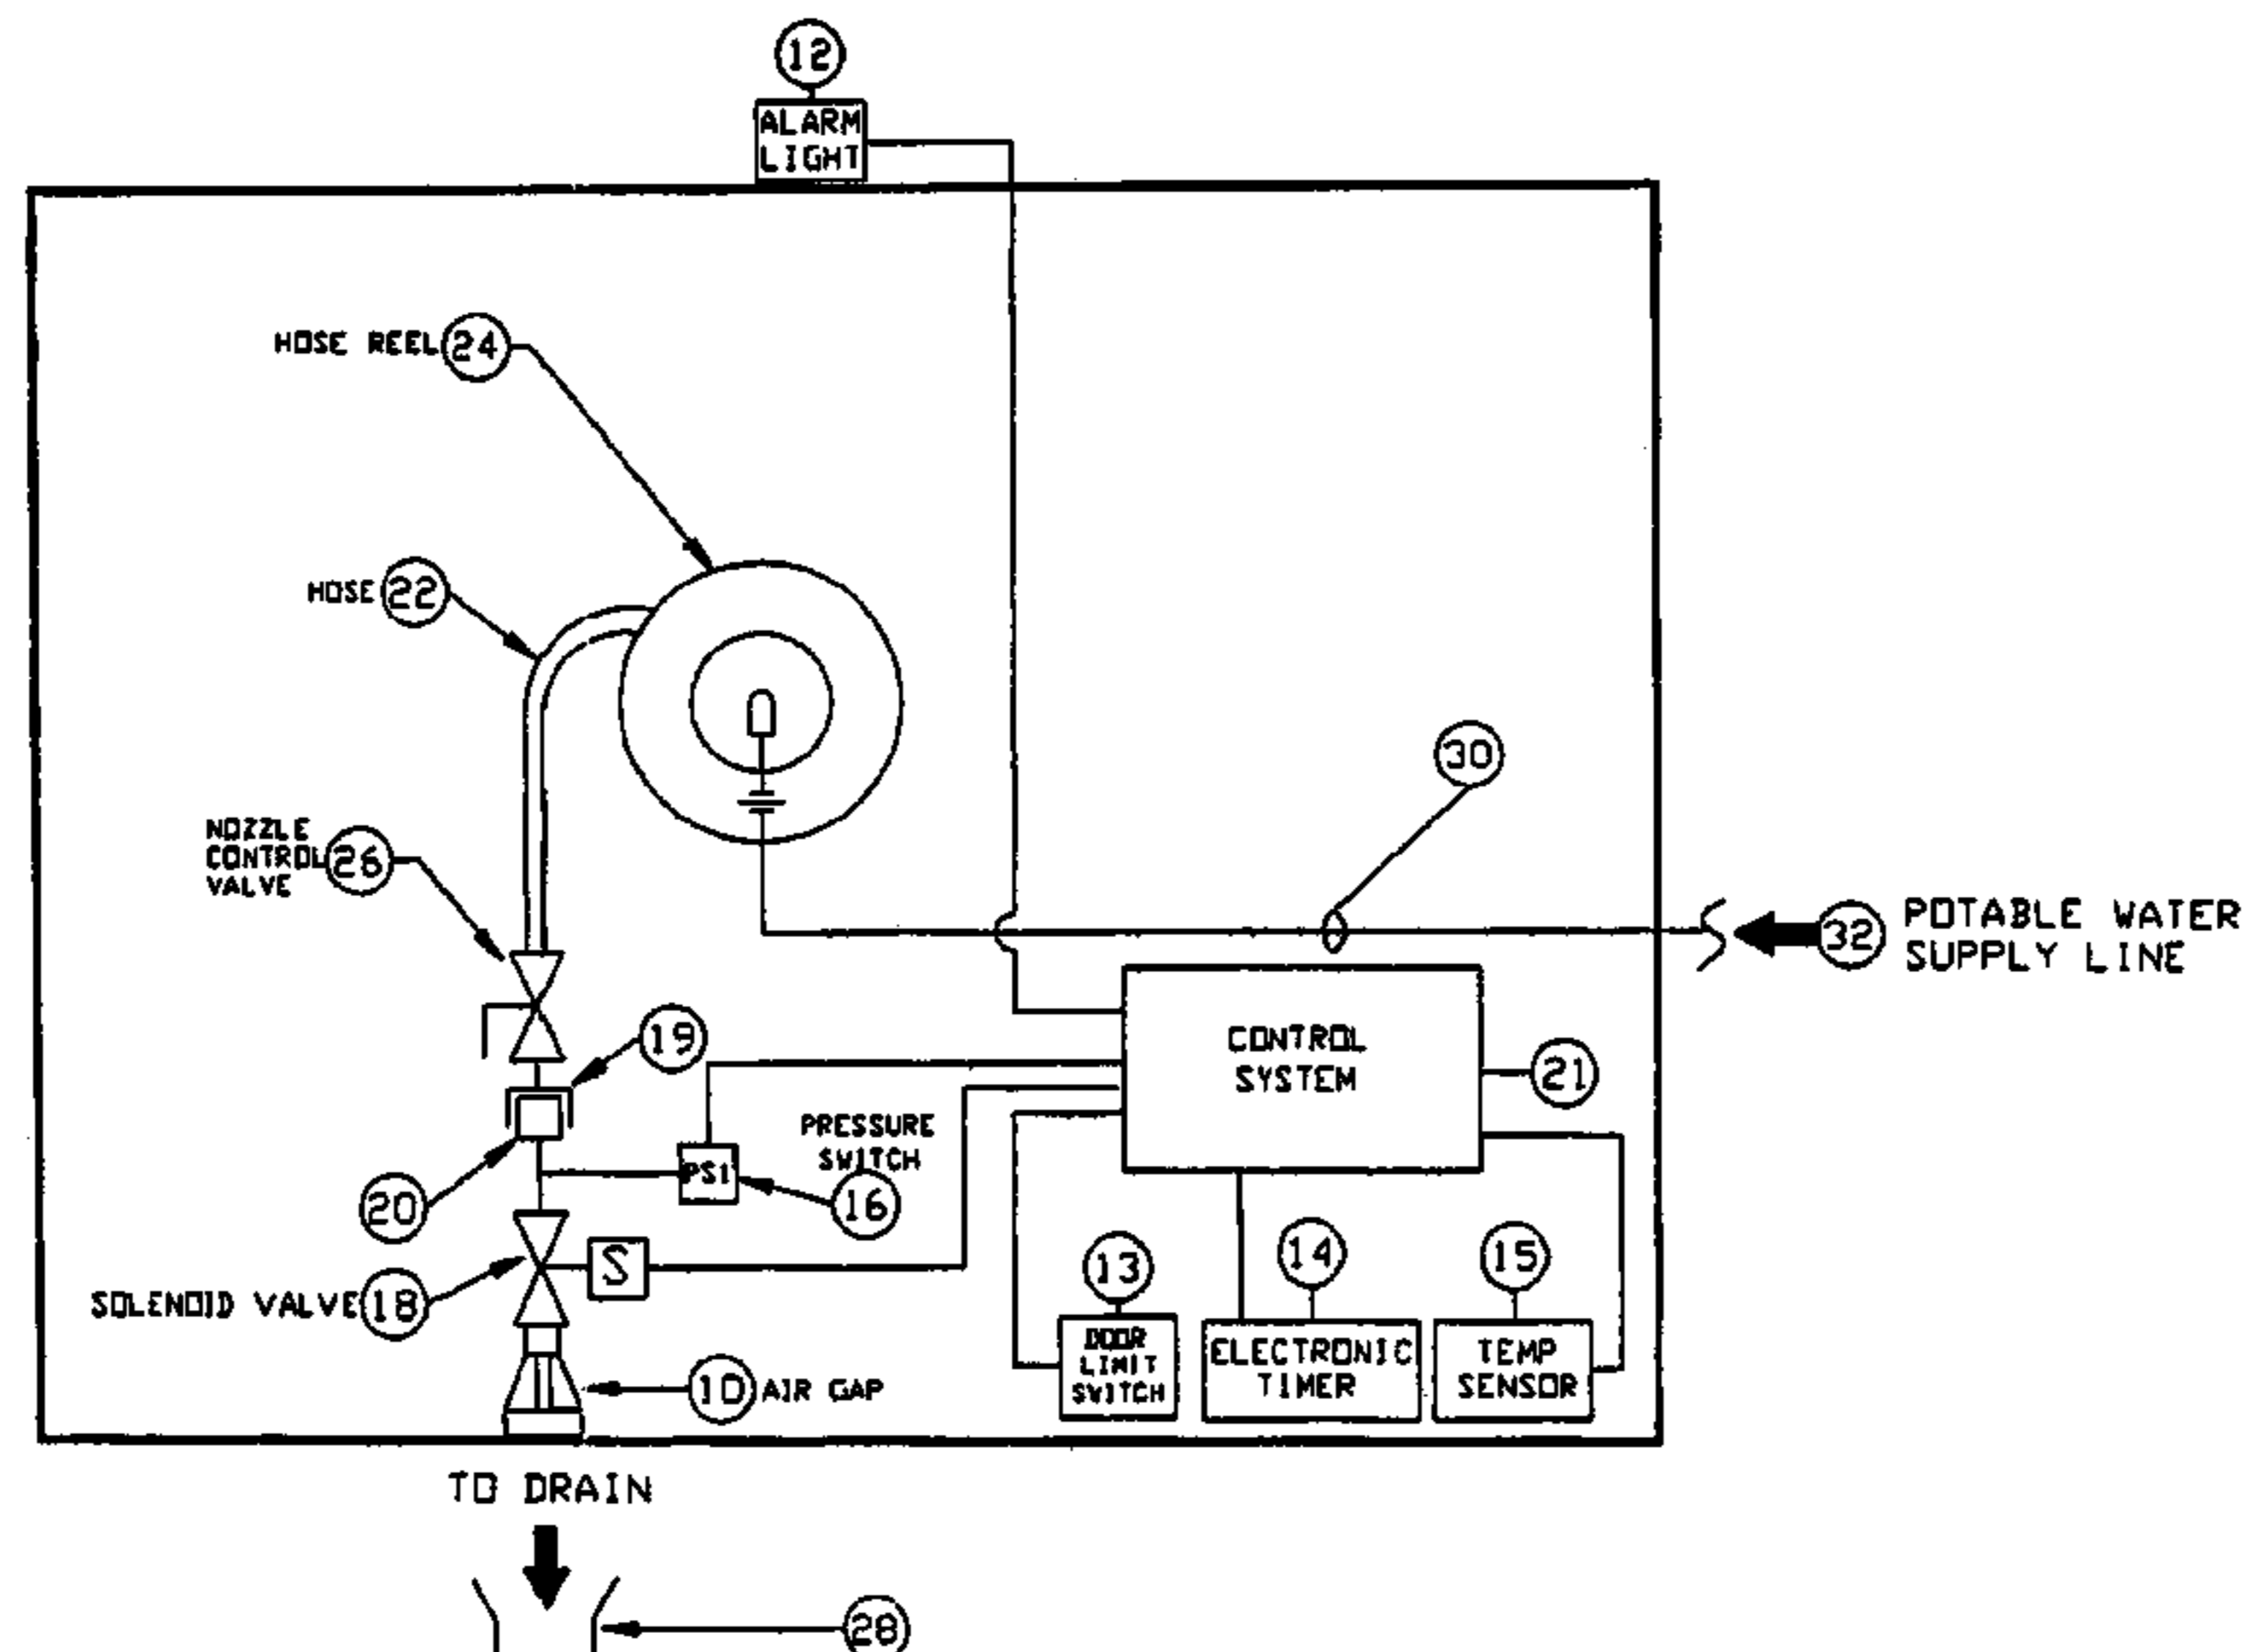 12
ALARM
LIGHT
HOSE REEL 24
HOSE 22
30
NOZZLE
CONTROL 26
VALVE
32 POTABLE WATER
SUPPLY LINE
19
CONTROL
SYSTEM
21
PRESSURE
SWITCH
PS1
20
16
S
SOLENOID VALVE 18
13
14
15
DOOR
LIMIT
SWITCH
ELECTRONIC
TIMER
TEMP
SENSOR
10 AIR GAP
TO DRAIN
28